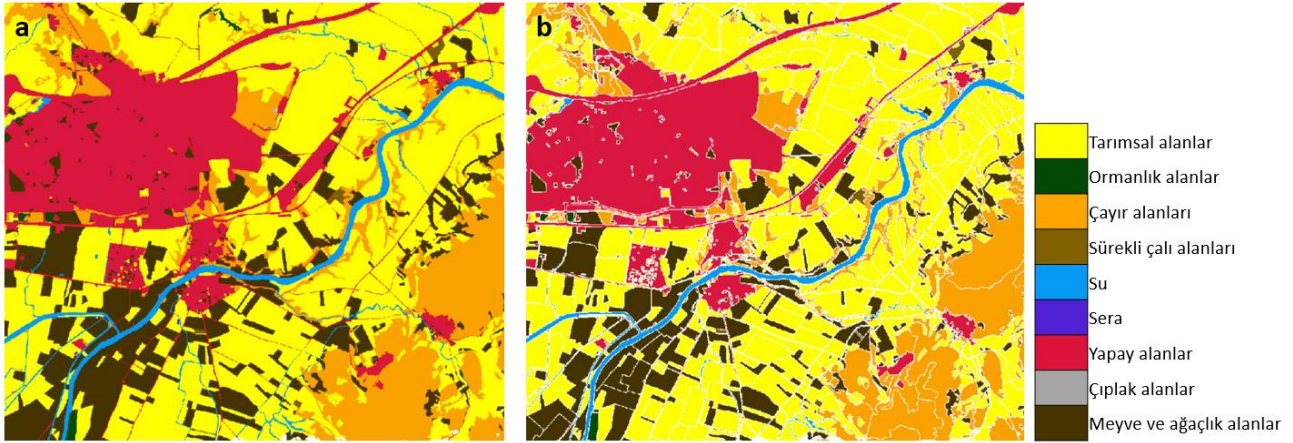 a
b
Tarımsal alanlar
Ormanlık alanlar
Çayır alanları
Sürekli çalı alanları
Su
Sera
Yapay alanlar
Çıplak alanlar
Meyve ve ağaçlık alanlar